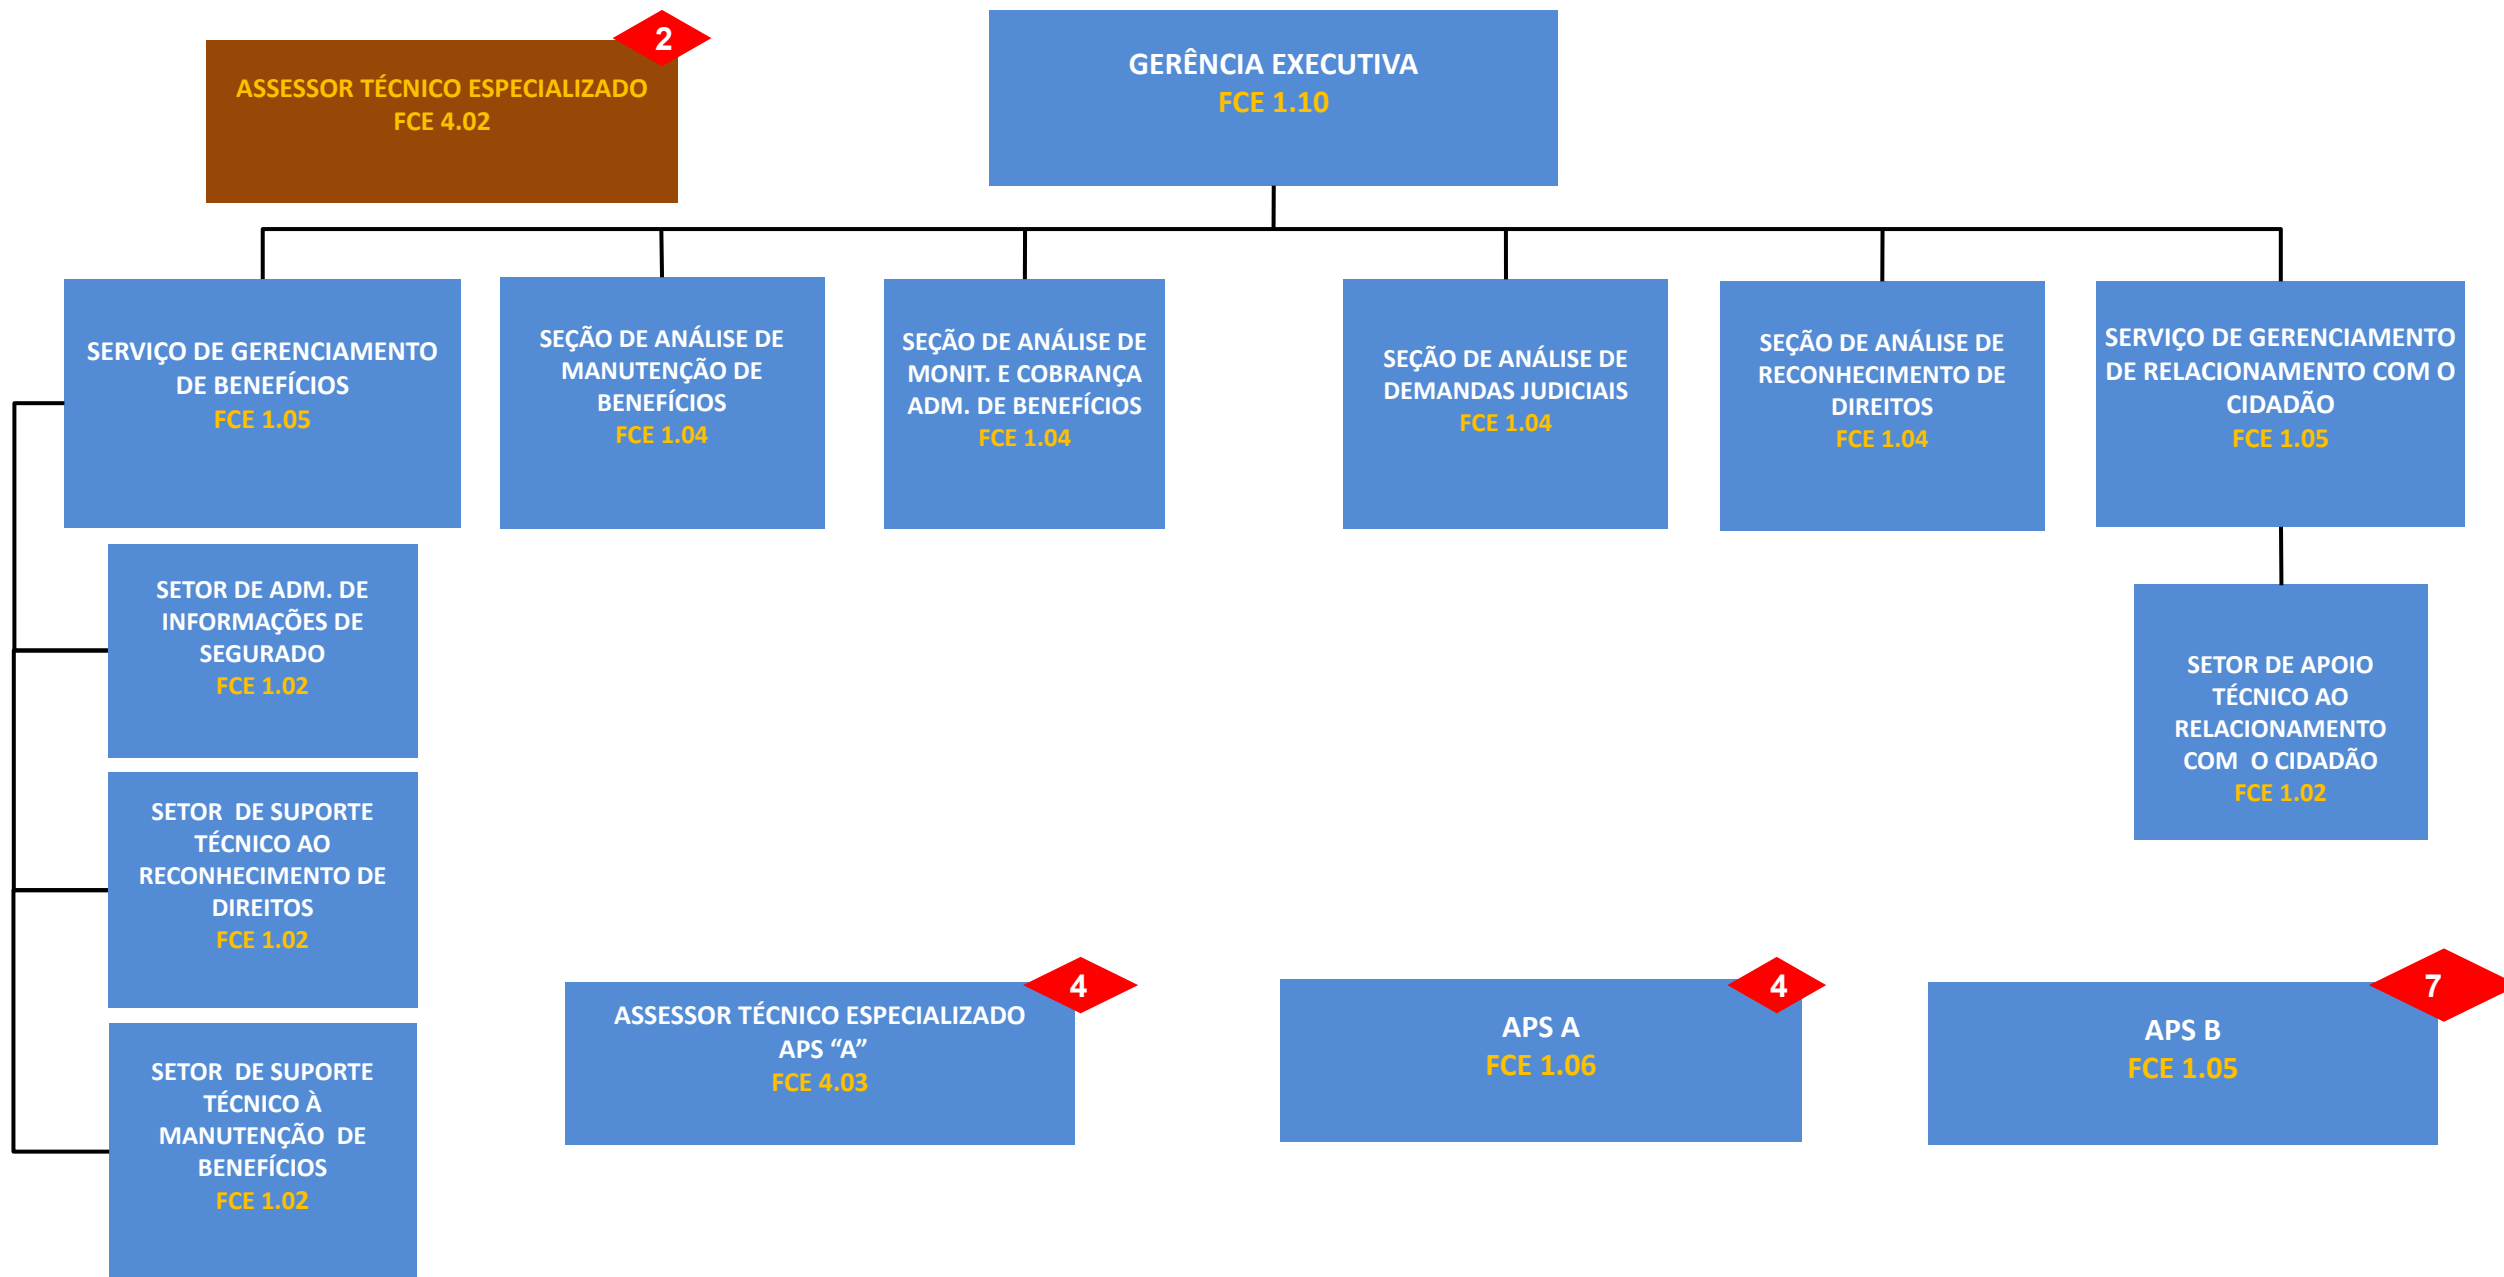 2
ASSESSOR TÉCNICO ESPECIALIZADO
FCE 4.02
GERÊNCIA EXECUTIVA
FCE 1.10
SERVIÇO DE GERENCIAMENTO
DE BENEFÍCIOS
FCE 1.05
SEÇÃO DE ANÁLISE DE
MANUTENÇÃO DE
BENEFÍCIOS
FCE 1.04
SEÇÃO DE ANÁLISE DE
MONIT. E COBRANÇA
ADM. DE BENEFÍCIOS
FCE 1.04
SEÇÃO DE ANÁLISE DE
DEMANDAS JUDICIAIS
FCE 1.04
SEÇÃO DE ANÁLISE DE
RECONHECIMENTO DE
DIREITOS
FCE 1.04
SERVIÇO DE GERENCIAMENTO
DE RELACIONAMENTO COM O
CIDADÃO
FCE 1.05
SETOR DE ADM. DE
INFORMAÇÕES DE
SEGURADO
FCE 1.02
SETOR DE APOIO
TÉCNICO AO
RELACIONAMENTO
COM  O CIDADÃO
FCE 1.02
SETOR  DE SUPORTE
TÉCNICO AO
RECONHECIMENTO DE
DIREITOS
FCE 1.02
SETOR  DE SUPORTE
TÉCNICO À
MANUTENÇÃO  DE
BENEFÍCIOS
FCE 1.02
4
ASSESSOR TÉCNICO ESPECIALIZADO
APS “A”
FCE 4.03
4
APS A
FCE 1.06
7
APS B
FCE 1.05